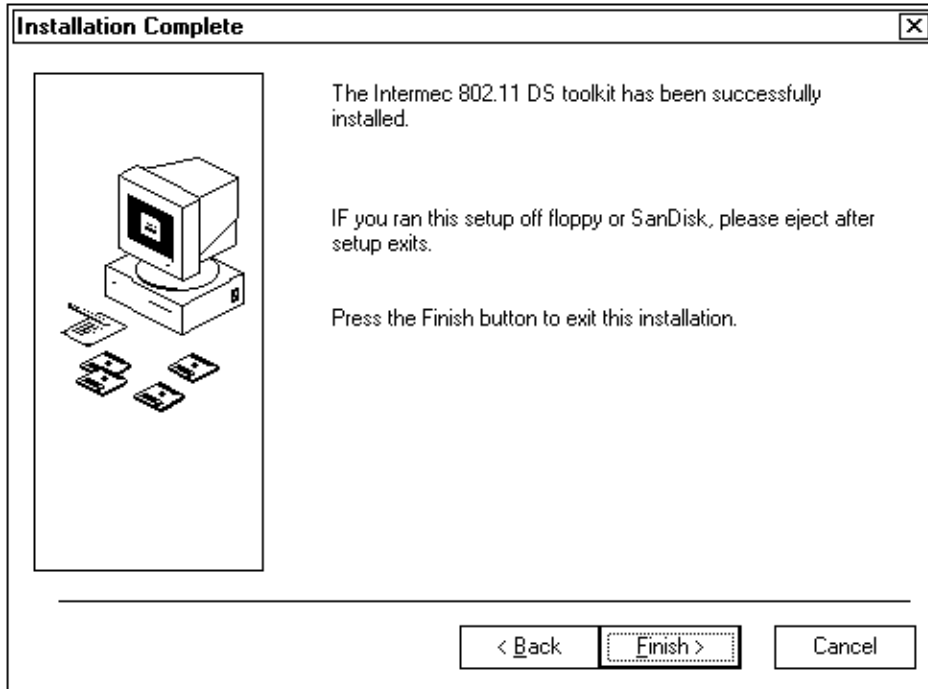 Installation Complete
The Intermec 802.11 DS toolkit has been successfully
installed.
IF you ran this setup off floppy or SanDisk, please eject after
setup exits.
Press the Finish button to exit this installation.
< Back
Finish >
Cancel